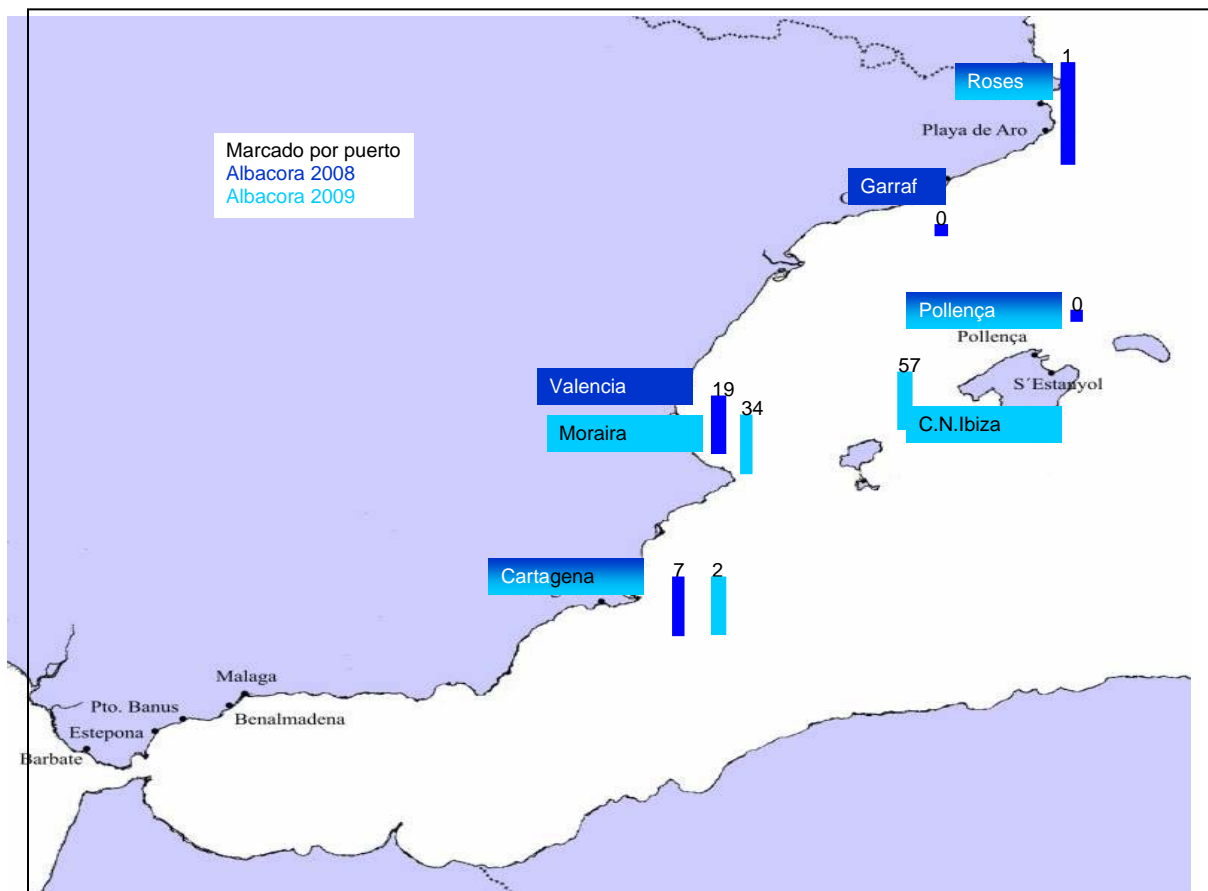 1
Roses
Playa de Aro
Marcado por puerto
Albacora 2008
Albacora 2009
Garraf
0
Pollença
0
Pollença
57
S´Estanyol
Valencia
19
34
Moraira
C.N.Ibiza
Cartagena
7
2
Malaga
Pto. Banus
Benalmadena
Estepona
Barbate